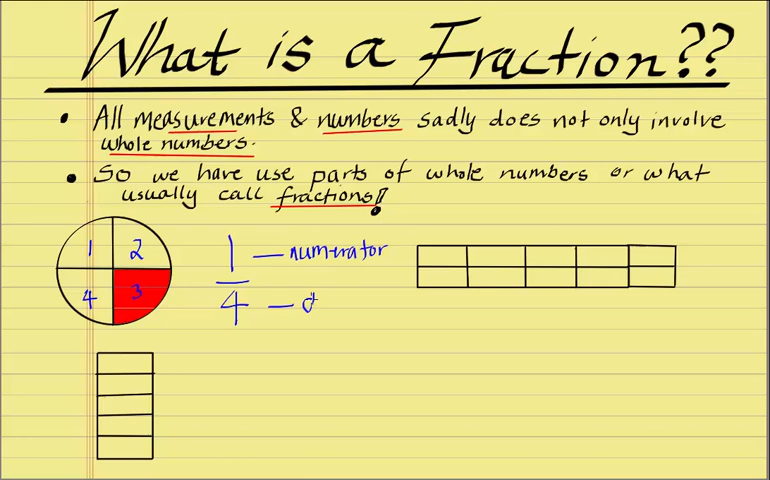 What is a Fraction??
• All measurements & numbers sadly does not only involve
whole numbers.
• So we have use parts of whole numbers or what
usually call fractions!
1 2
4 3
1 — numerator
4 — d